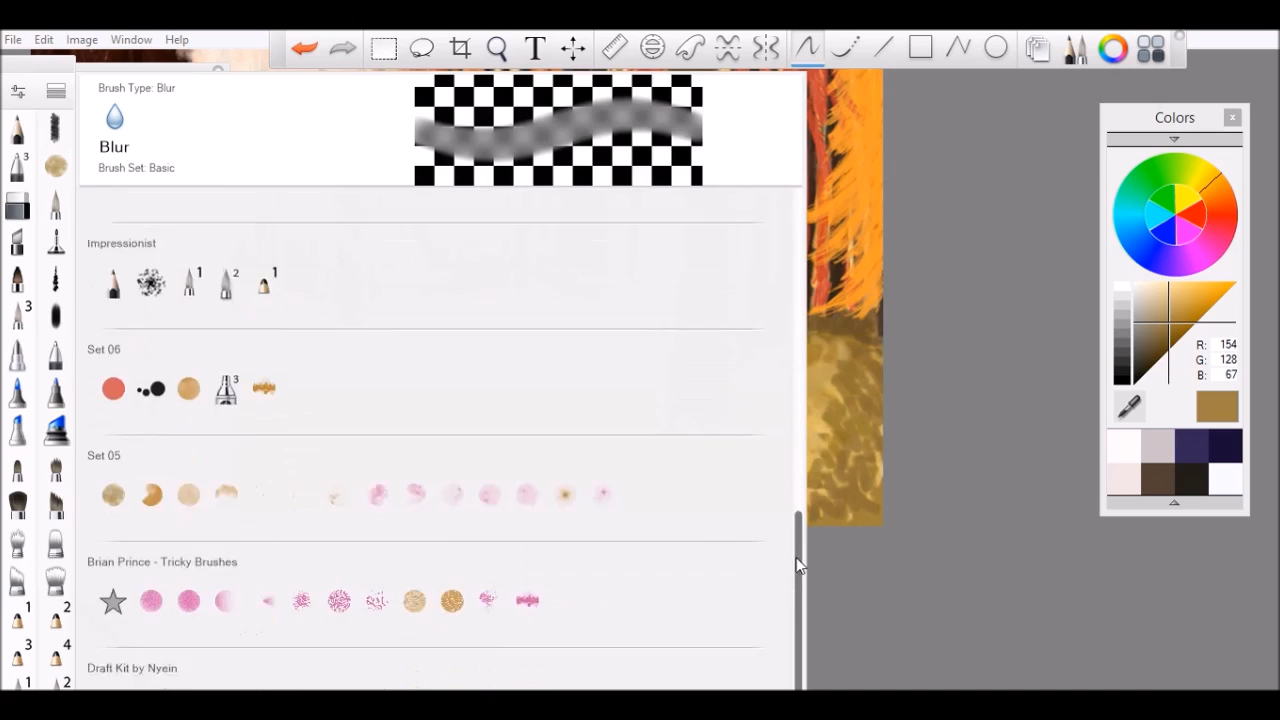 File Edit Image Window Help
T
Brush Type: Blur
Blur
Brush Set: Basic
3
3
1 2
3 4
1 2
Impressionist
1 2 1
Set 06
3
Set 05
Brian Prince - Tricky Brushes
Draft Kit by Nyein
Colors
x
R: 154
G: 128
B: 67